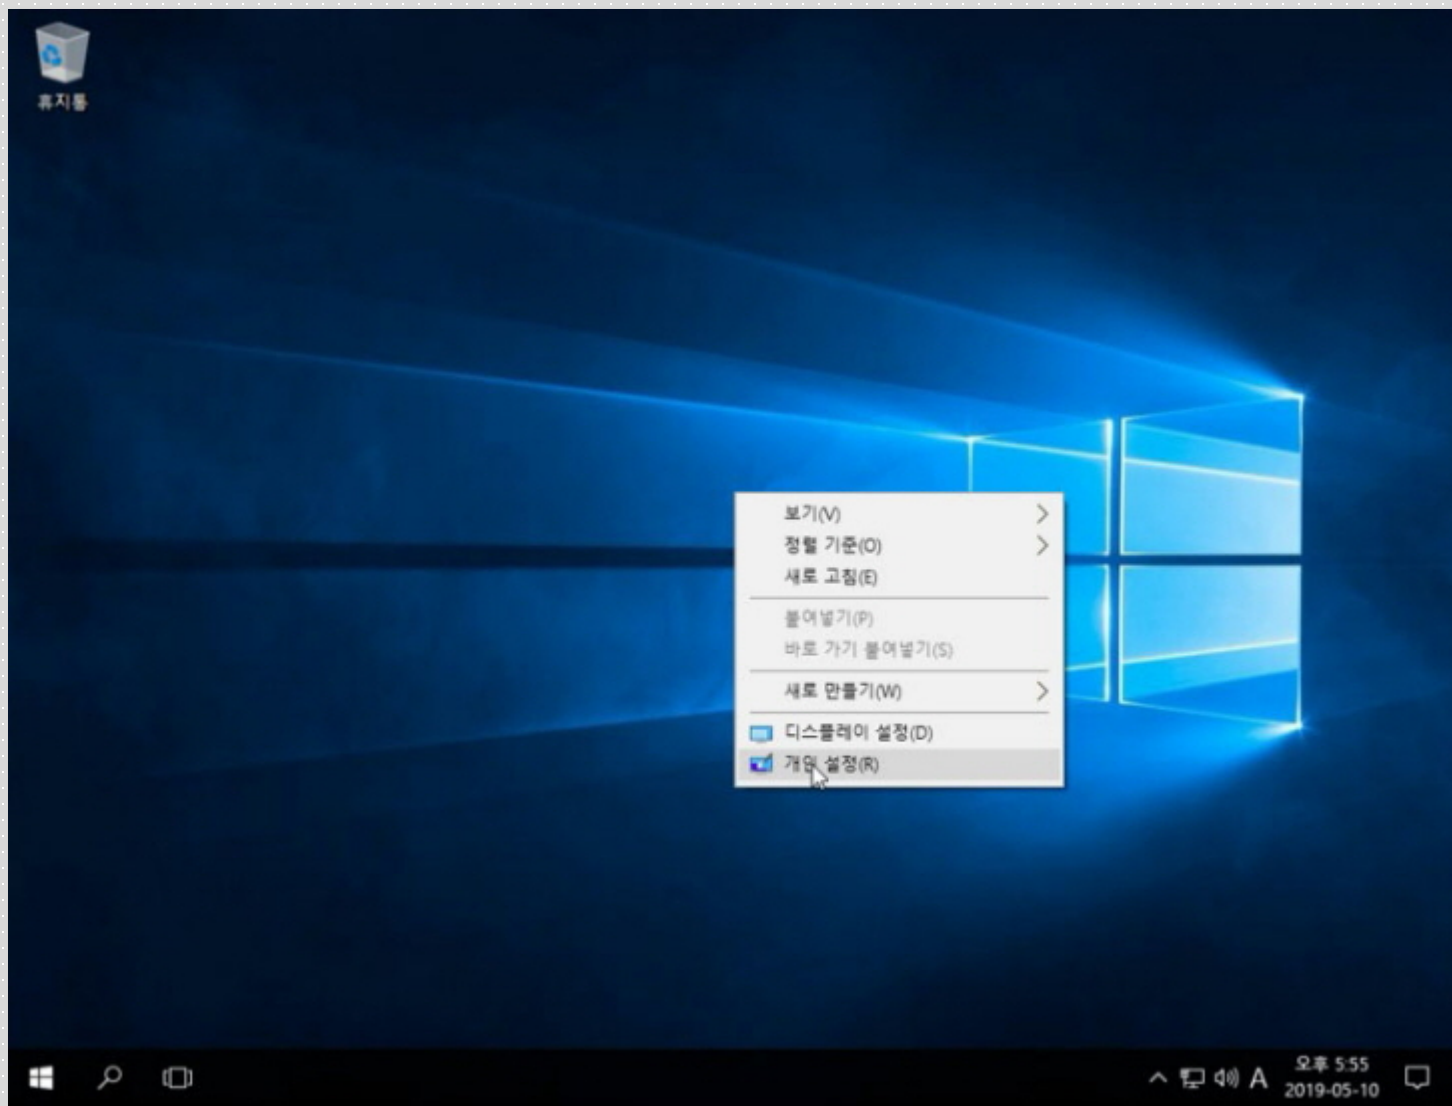 휴지통
보기(V)
정렬 기준(O)
새로 고침(E)
붙여넣기(P)
바로 가기 붙여넣기(S)
새로 만들기(W)
디스플레이 설정(D)
개인 설정(R)
A
오후 5:55
2019-05-10